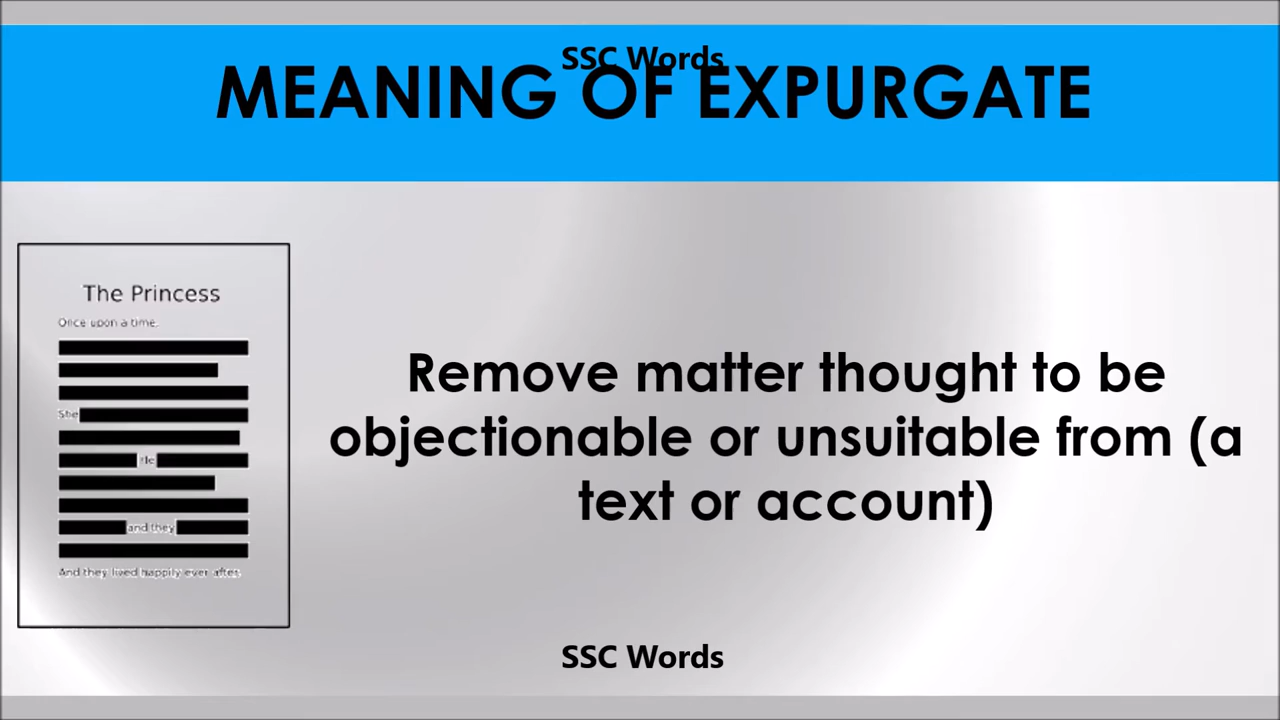 SSC Words
MEANING OF EXPURGATE
The Princess
Once upon a time.
She
He
and they
And they lived happily ever after.
Remove matter thought to be
objectionable or unsuitable from (a
text or account)
SSC Words